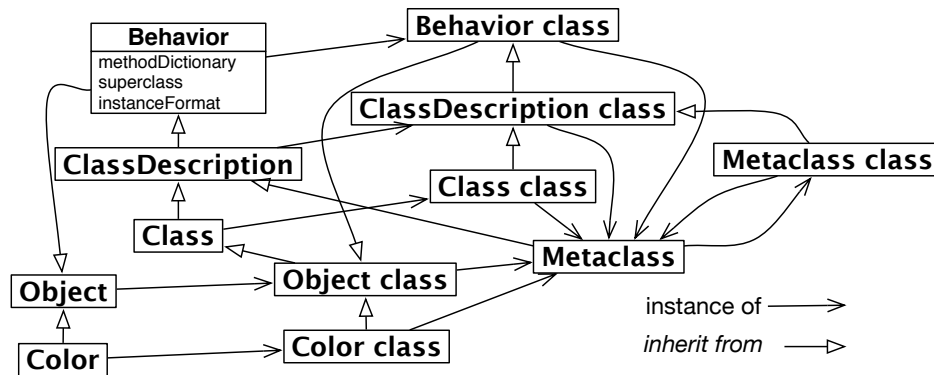 Behavior
methodDictionary
superclass
instanceFormat
Behavior class
ClassDescription class
ClassDescription
Metaclass class
Class class
Class
Metaclass
Object class
Object
Color class
Color
instance of
inherit from